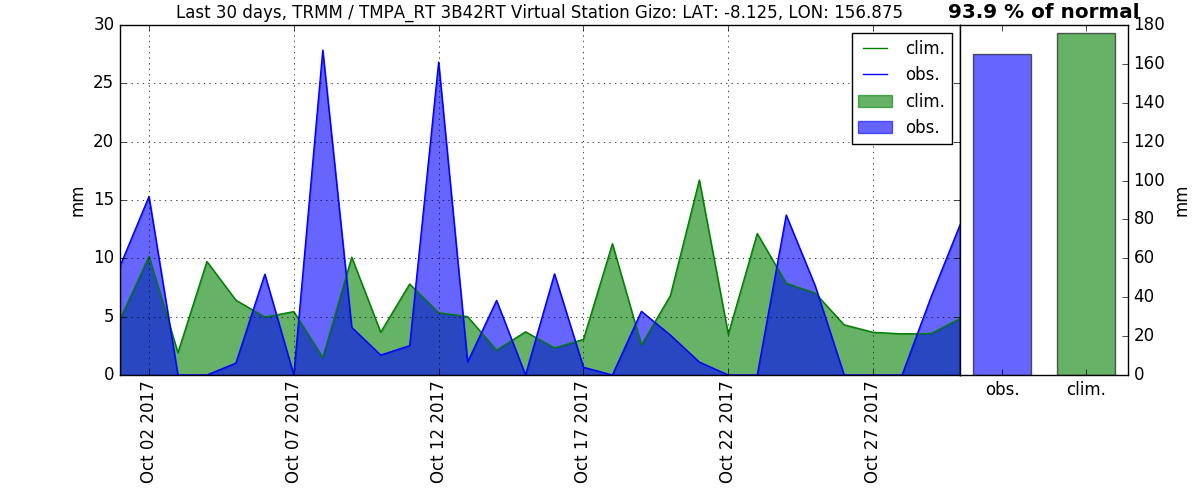 Last 30 days, TRMM / TMPA_RT 3B42RT Virtual Station Gizo: LAT: -8.125, LON: 156.875
93.9 % of normal
30
25
20
15
10
5
0
mm
clim.
obs.
clim.
obs.
Oct 02 2017
Oct 07 2017
Oct 12 2017
Oct 17 2017
Oct 22 2017
Oct 27 2017
180
160
140
120
100
80
60
40
20
0
mm
obs.
clim.